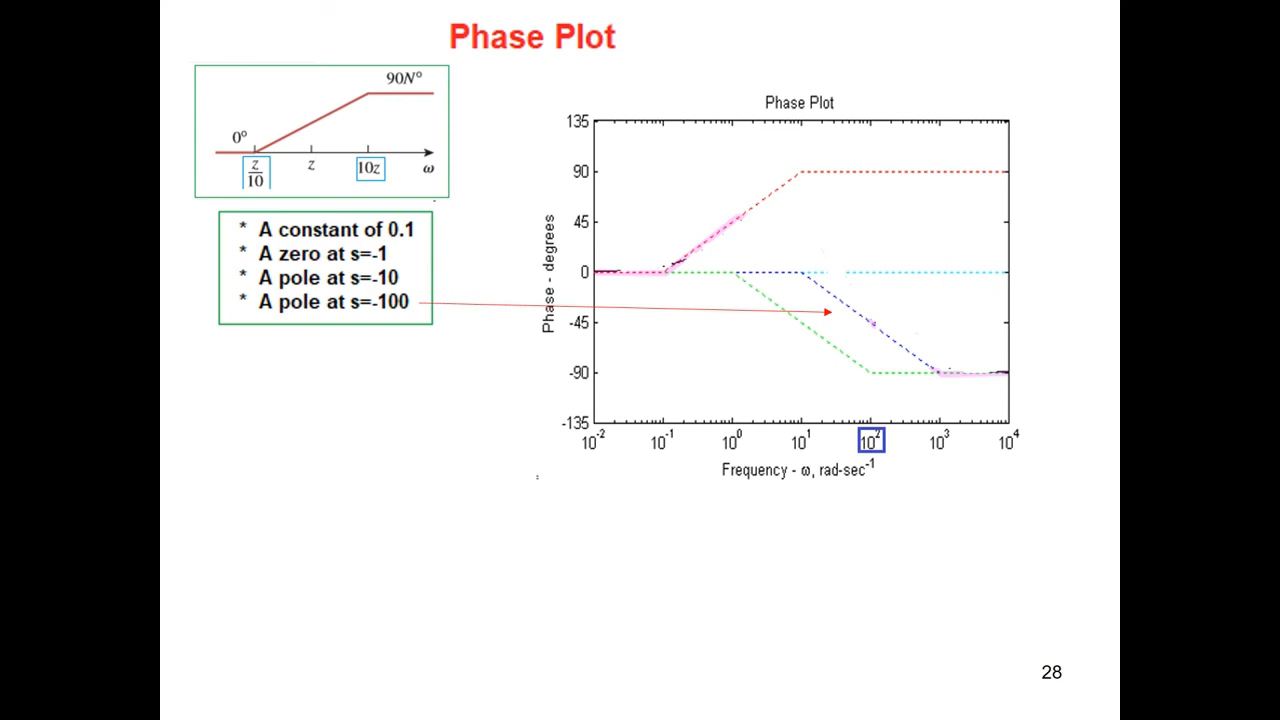 Phase Plot
90N°
0°
z/10 z 10z ω
* A constant of 0.1
* A zero at s=-1
* A pole at s=-10
* A pole at s=-100
Phase Plot
135
90
45
0
-45
-90
-135
Phase - degrees
10^-2 10^-1 10^0 10^1 10^2 10^3 10^4
Frequency - ω, rad-sec^-1
28